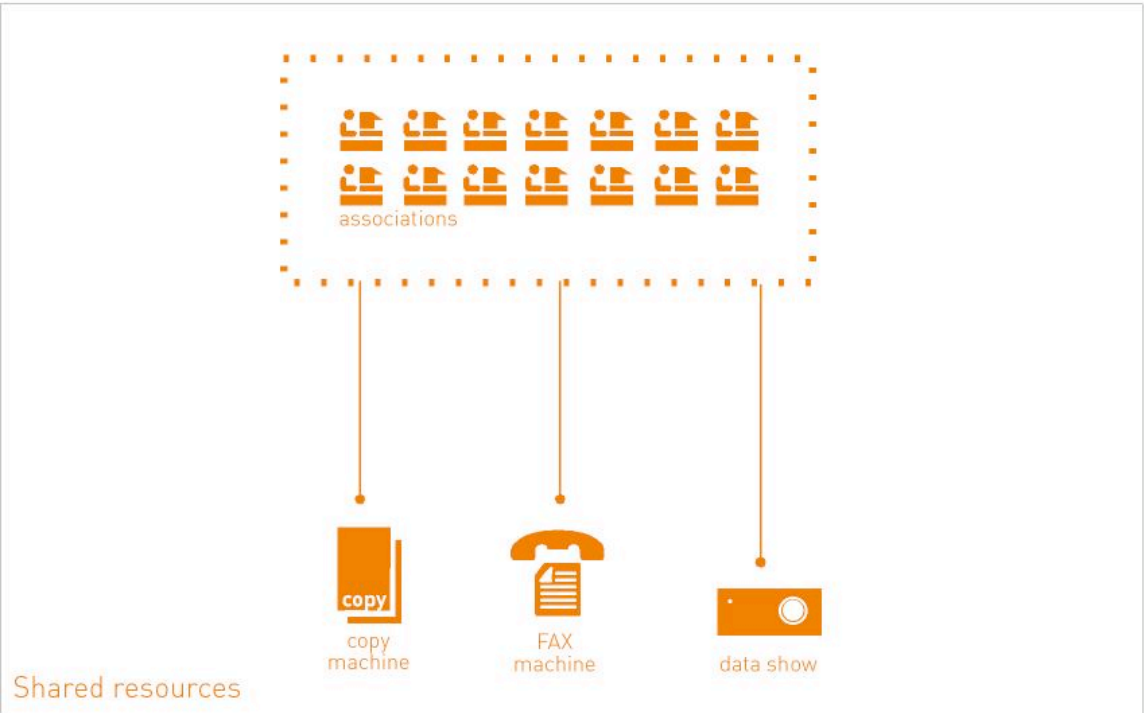 associations
copy
copy
machine
FAX
machine
data show
Shared resources